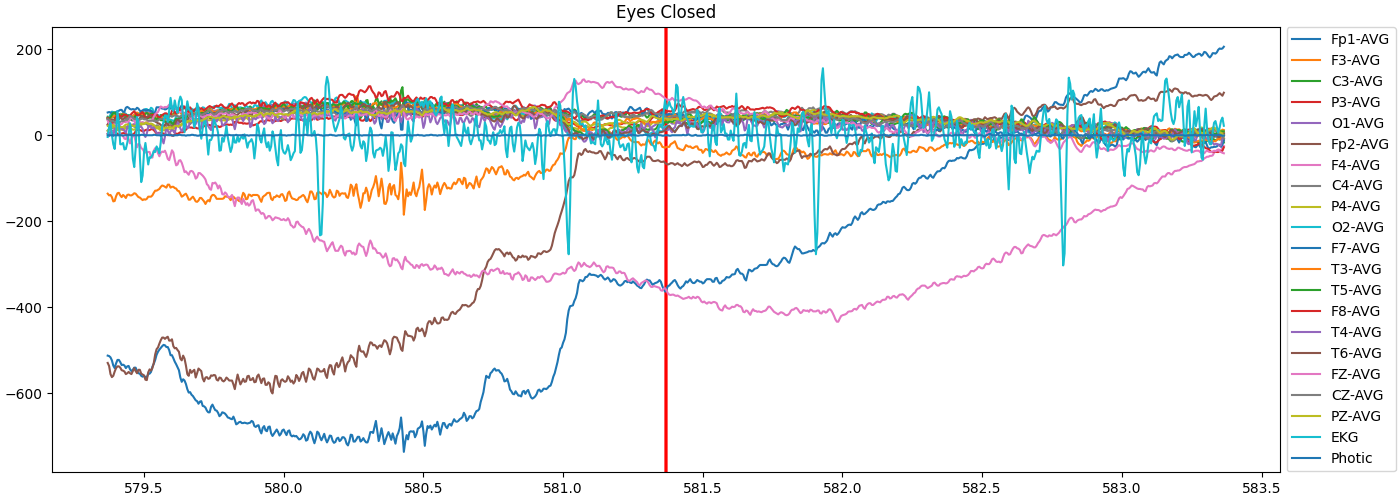 Eyes Closed
200
0
−200
−400
−600
579.5 580.0 580.5 581.0 581.5 582.0 582.5 583.0 583.5
Fp1-AVG
F3-AVG
C3-AVG
P3-AVG
O1-AVG
Fp2-AVG
F4-AVG
C4-AVG
P4-AVG
O2-AVG
F7-AVG
T3-AVG
T5-AVG
F8-AVG
T4-AVG
T6-AVG
FZ-AVG
CZ-AVG
PZ-AVG
EKG
Photic